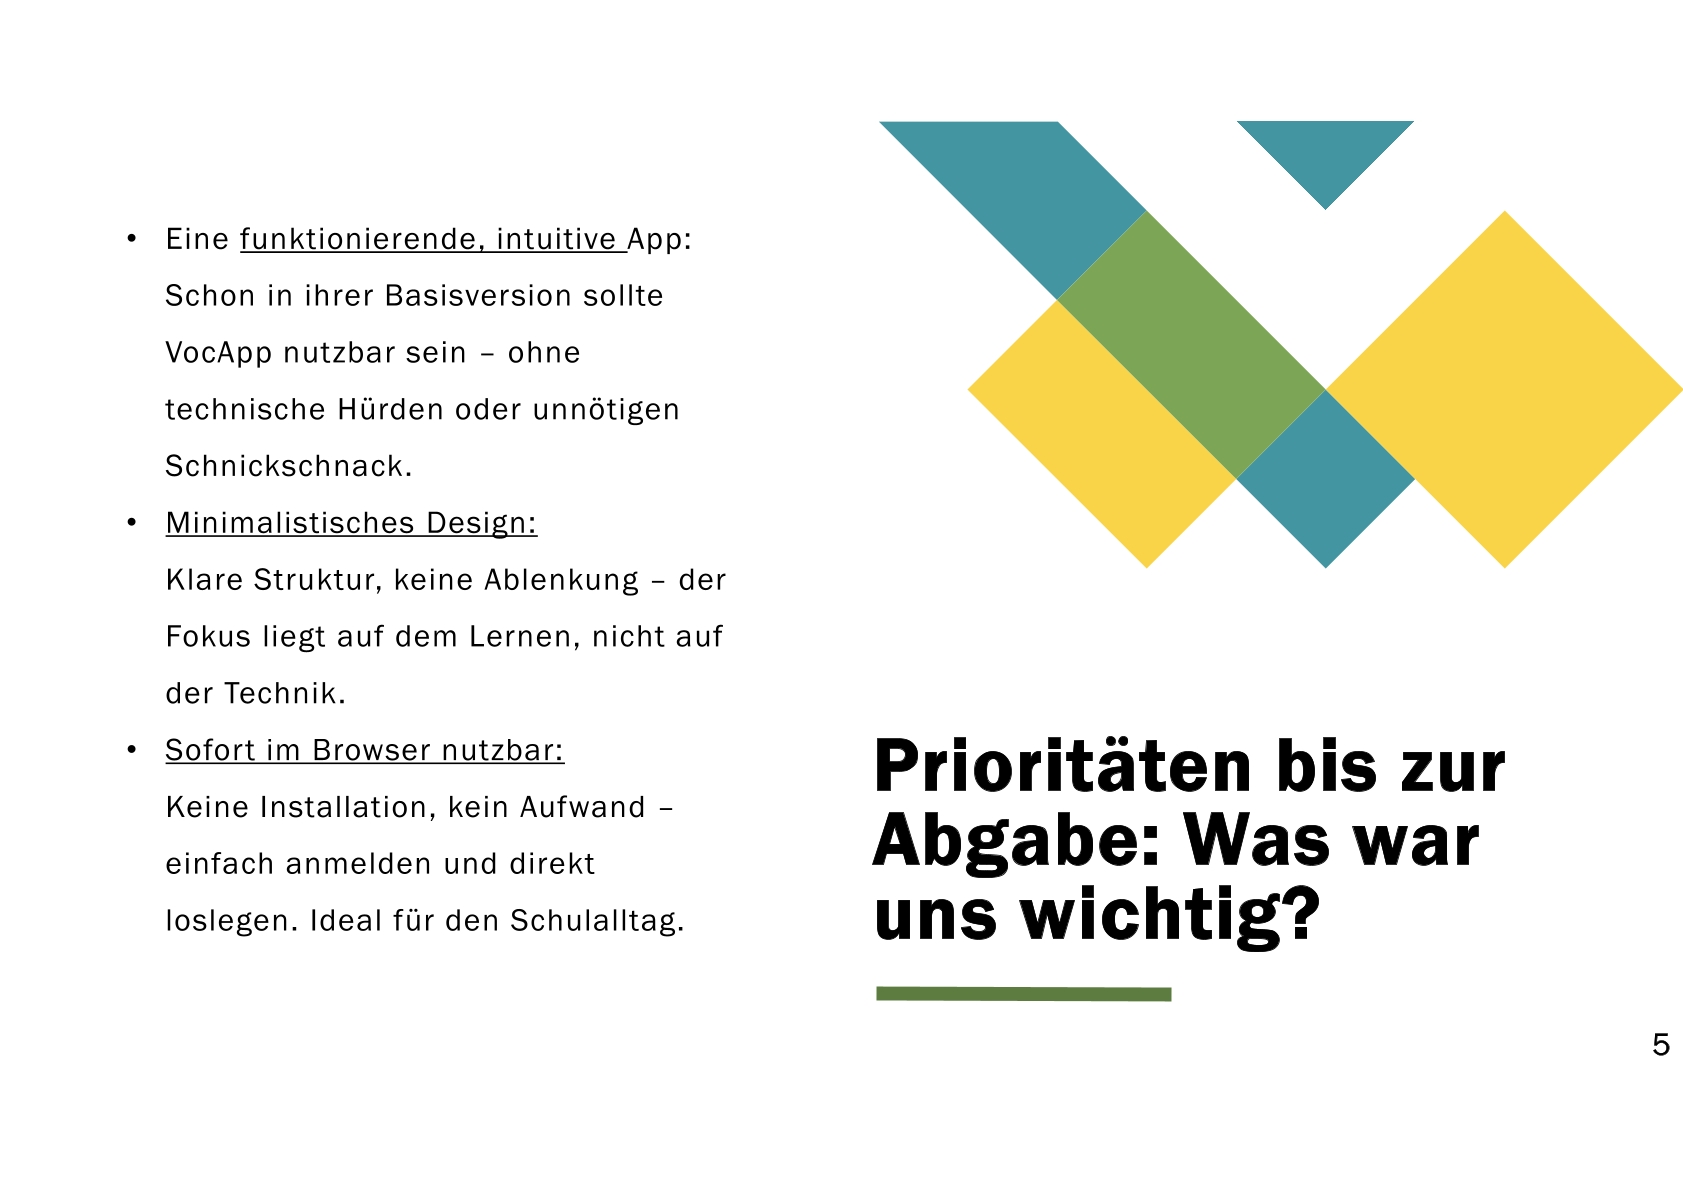 • Eine funktionierende, intuitive App:
Schon in ihrer Basisversion sollte
VocApp nutzbar sein – ohne
technische Hürden oder unnötigen
Schnickschnack.
• Minimalistisches Design:
Klare Struktur, keine Ablenkung – der
Fokus liegt auf dem Lernen, nicht auf
der Technik.
• Sofort im Browser nutzbar:
Keine Installation, kein Aufwand –
einfach anmelden und direkt
loslegen. Ideal für den Schulalltag.
Prioritäten bis zur
Abgabe: Was war
uns wichtig?
5